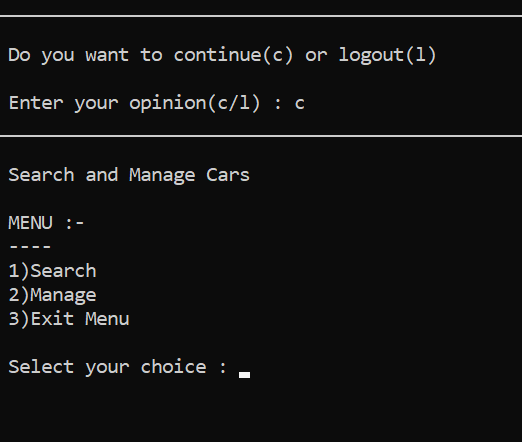 Do you want to continue(c) or logout(l)
Enter your opinion(c/l) : c
Search and Manage Cars
MENU :-
----
1)Search
2)Manage
3)Exit Menu
Select your choice :